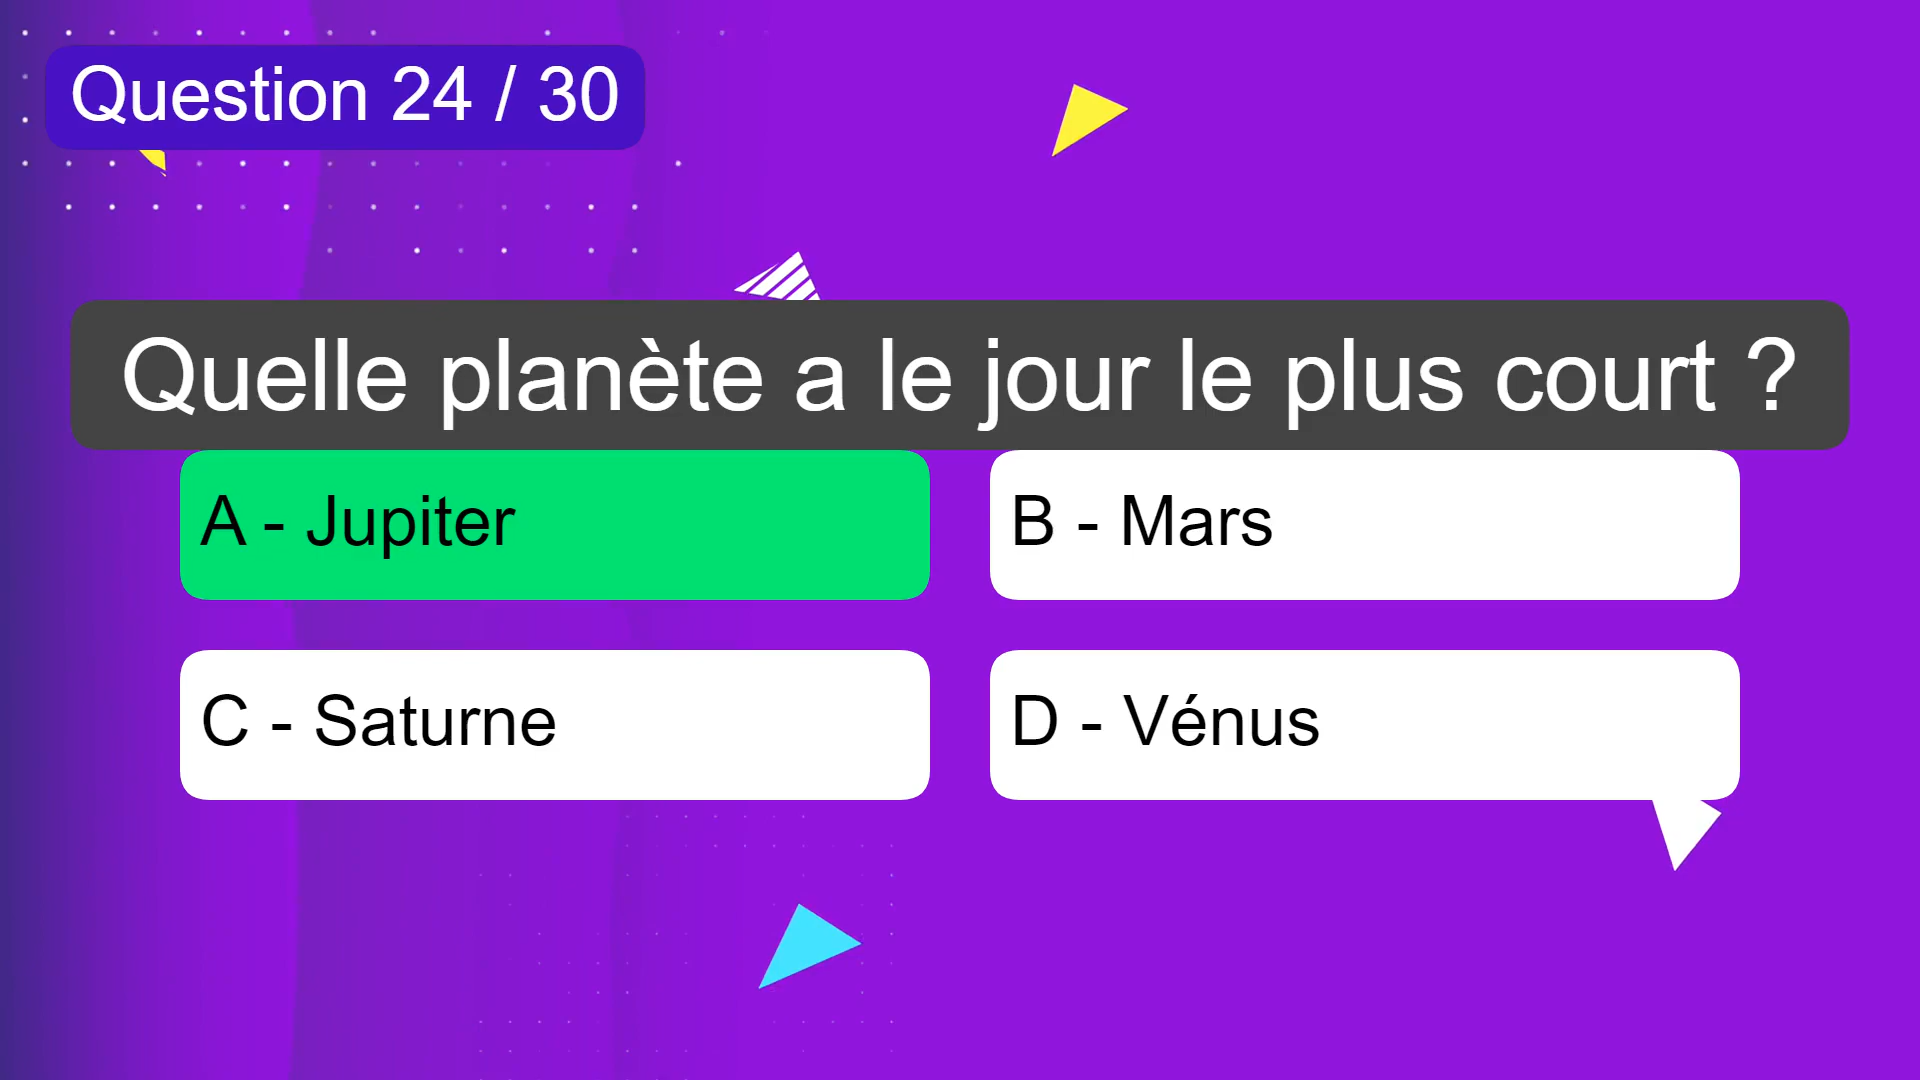 Question 24 / 30
Quelle planète a le jour le plus court ?
A - Jupiter
B - Mars
C - Saturne
D - Vénus